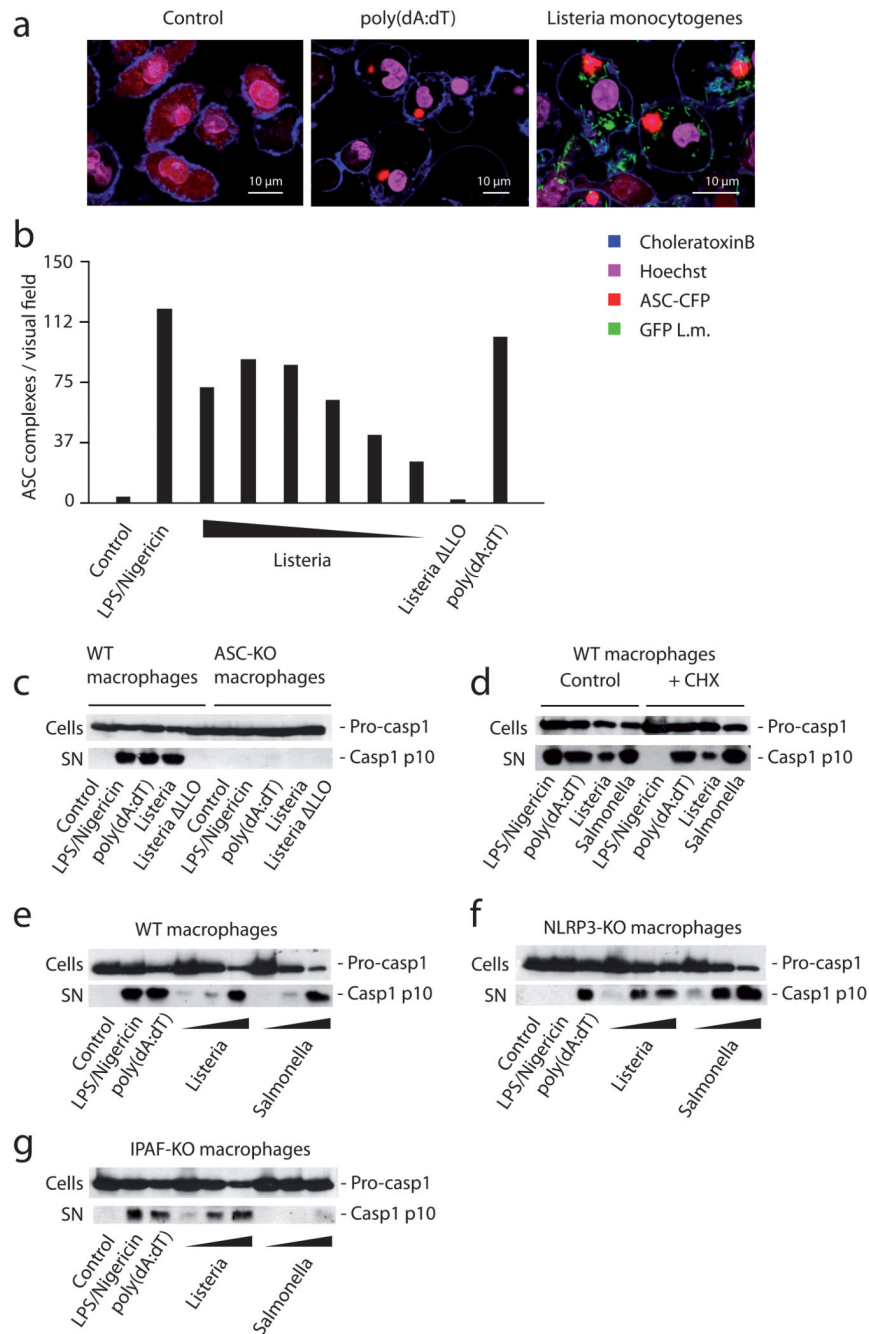 a
Control
poly(dA:dT)
Listeria monocytogenes
10 μm
10 μm
10 μm
b
CholeratoxinB
Hoechst
ASC-CFP
GFP L.m.
ASC complexes / visual field
150
112
75
37
0
Control
LPS/Nigericin
Listeria
Listeria ΔLLO
poly(dA:dT)
c
WT
macrophages
ASC-KO
macrophages
Cells
- Pro-casp1
SN
- Casp1 p10
Control
LPS/Nigericin
poly(dA:dT)
Listeria
Listeria ΔLLO
Control
LPS/Nigericin
poly(dA:dT)
Listeria
Listeria ΔLLO
d
WT macrophages
Control
+ CHX
Cells
- Pro-casp1
SN
- Casp1 p10
LPS/Nigericin
poly(dA:dT)
Listeria
Salmonella
LPS/Nigericin
poly(dA:dT)
Listeria
Salmonella
e
WT macrophages
Cells
- Pro-casp1
SN
- Casp1 p10
Control
LPS/Nigericin
poly(dA:dT)
Listeria
Salmonella
f
NLRP3-KO macrophages
Cells
- Pro-casp1
SN
- Casp1 p10
Control
LPS/Nigericin
poly(dA:dT)
Listeria
Salmonella
g
IPAF-KO macrophages
Cells
- Pro-casp1
SN
- Casp1 p10
Control
LPS/Nigericin
poly(dA:dT)
Listeria
Salmonella